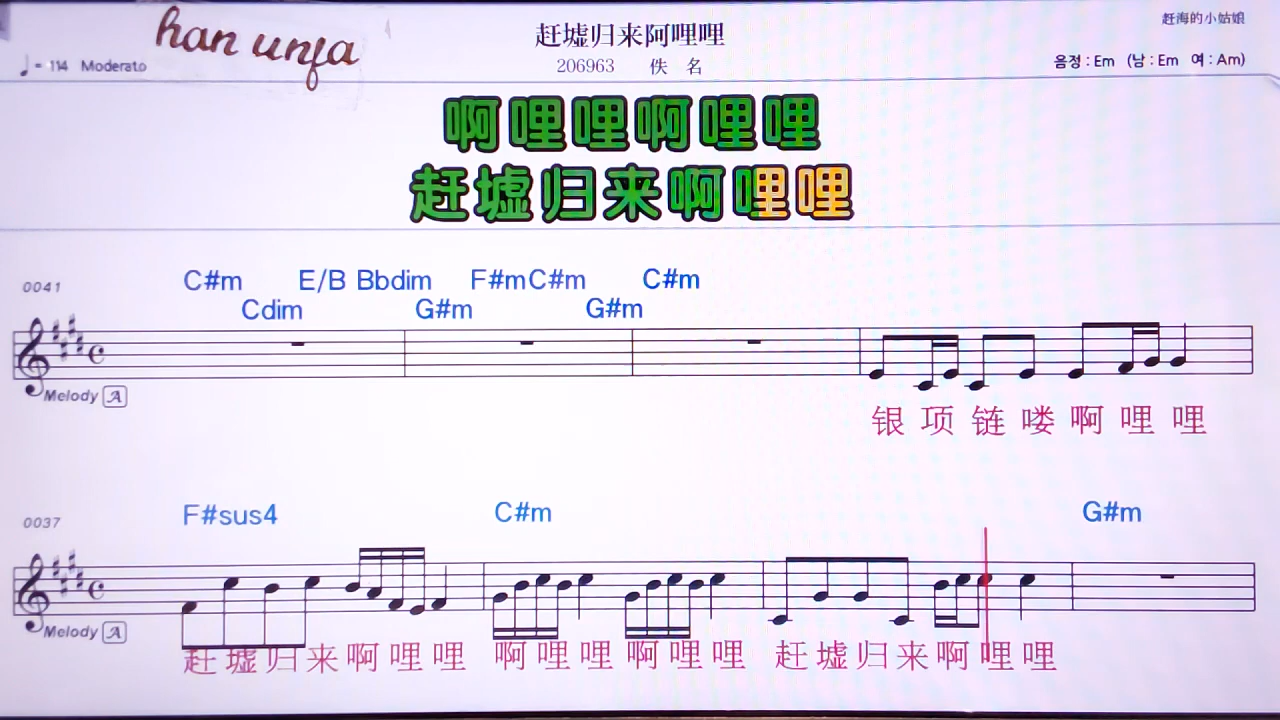 han unfa
赶墟归来阿哩哩
赶海的小姑娘
♩= 114 Moderato
206963 佚 名
음정 : Em (남 : Em 여 : Am)
啊哩哩啊哩哩
赶墟归来啊哩哩
0041
C#m E/B Bbdim F#m C#m C#m
Cdim G#m G#m
Melody A
银项链喽啊哩哩
0037
F#sus4 C#m G#m
Melody A
赶墟归来啊哩哩 啊哩哩啊哩哩 赶墟归来啊哩哩